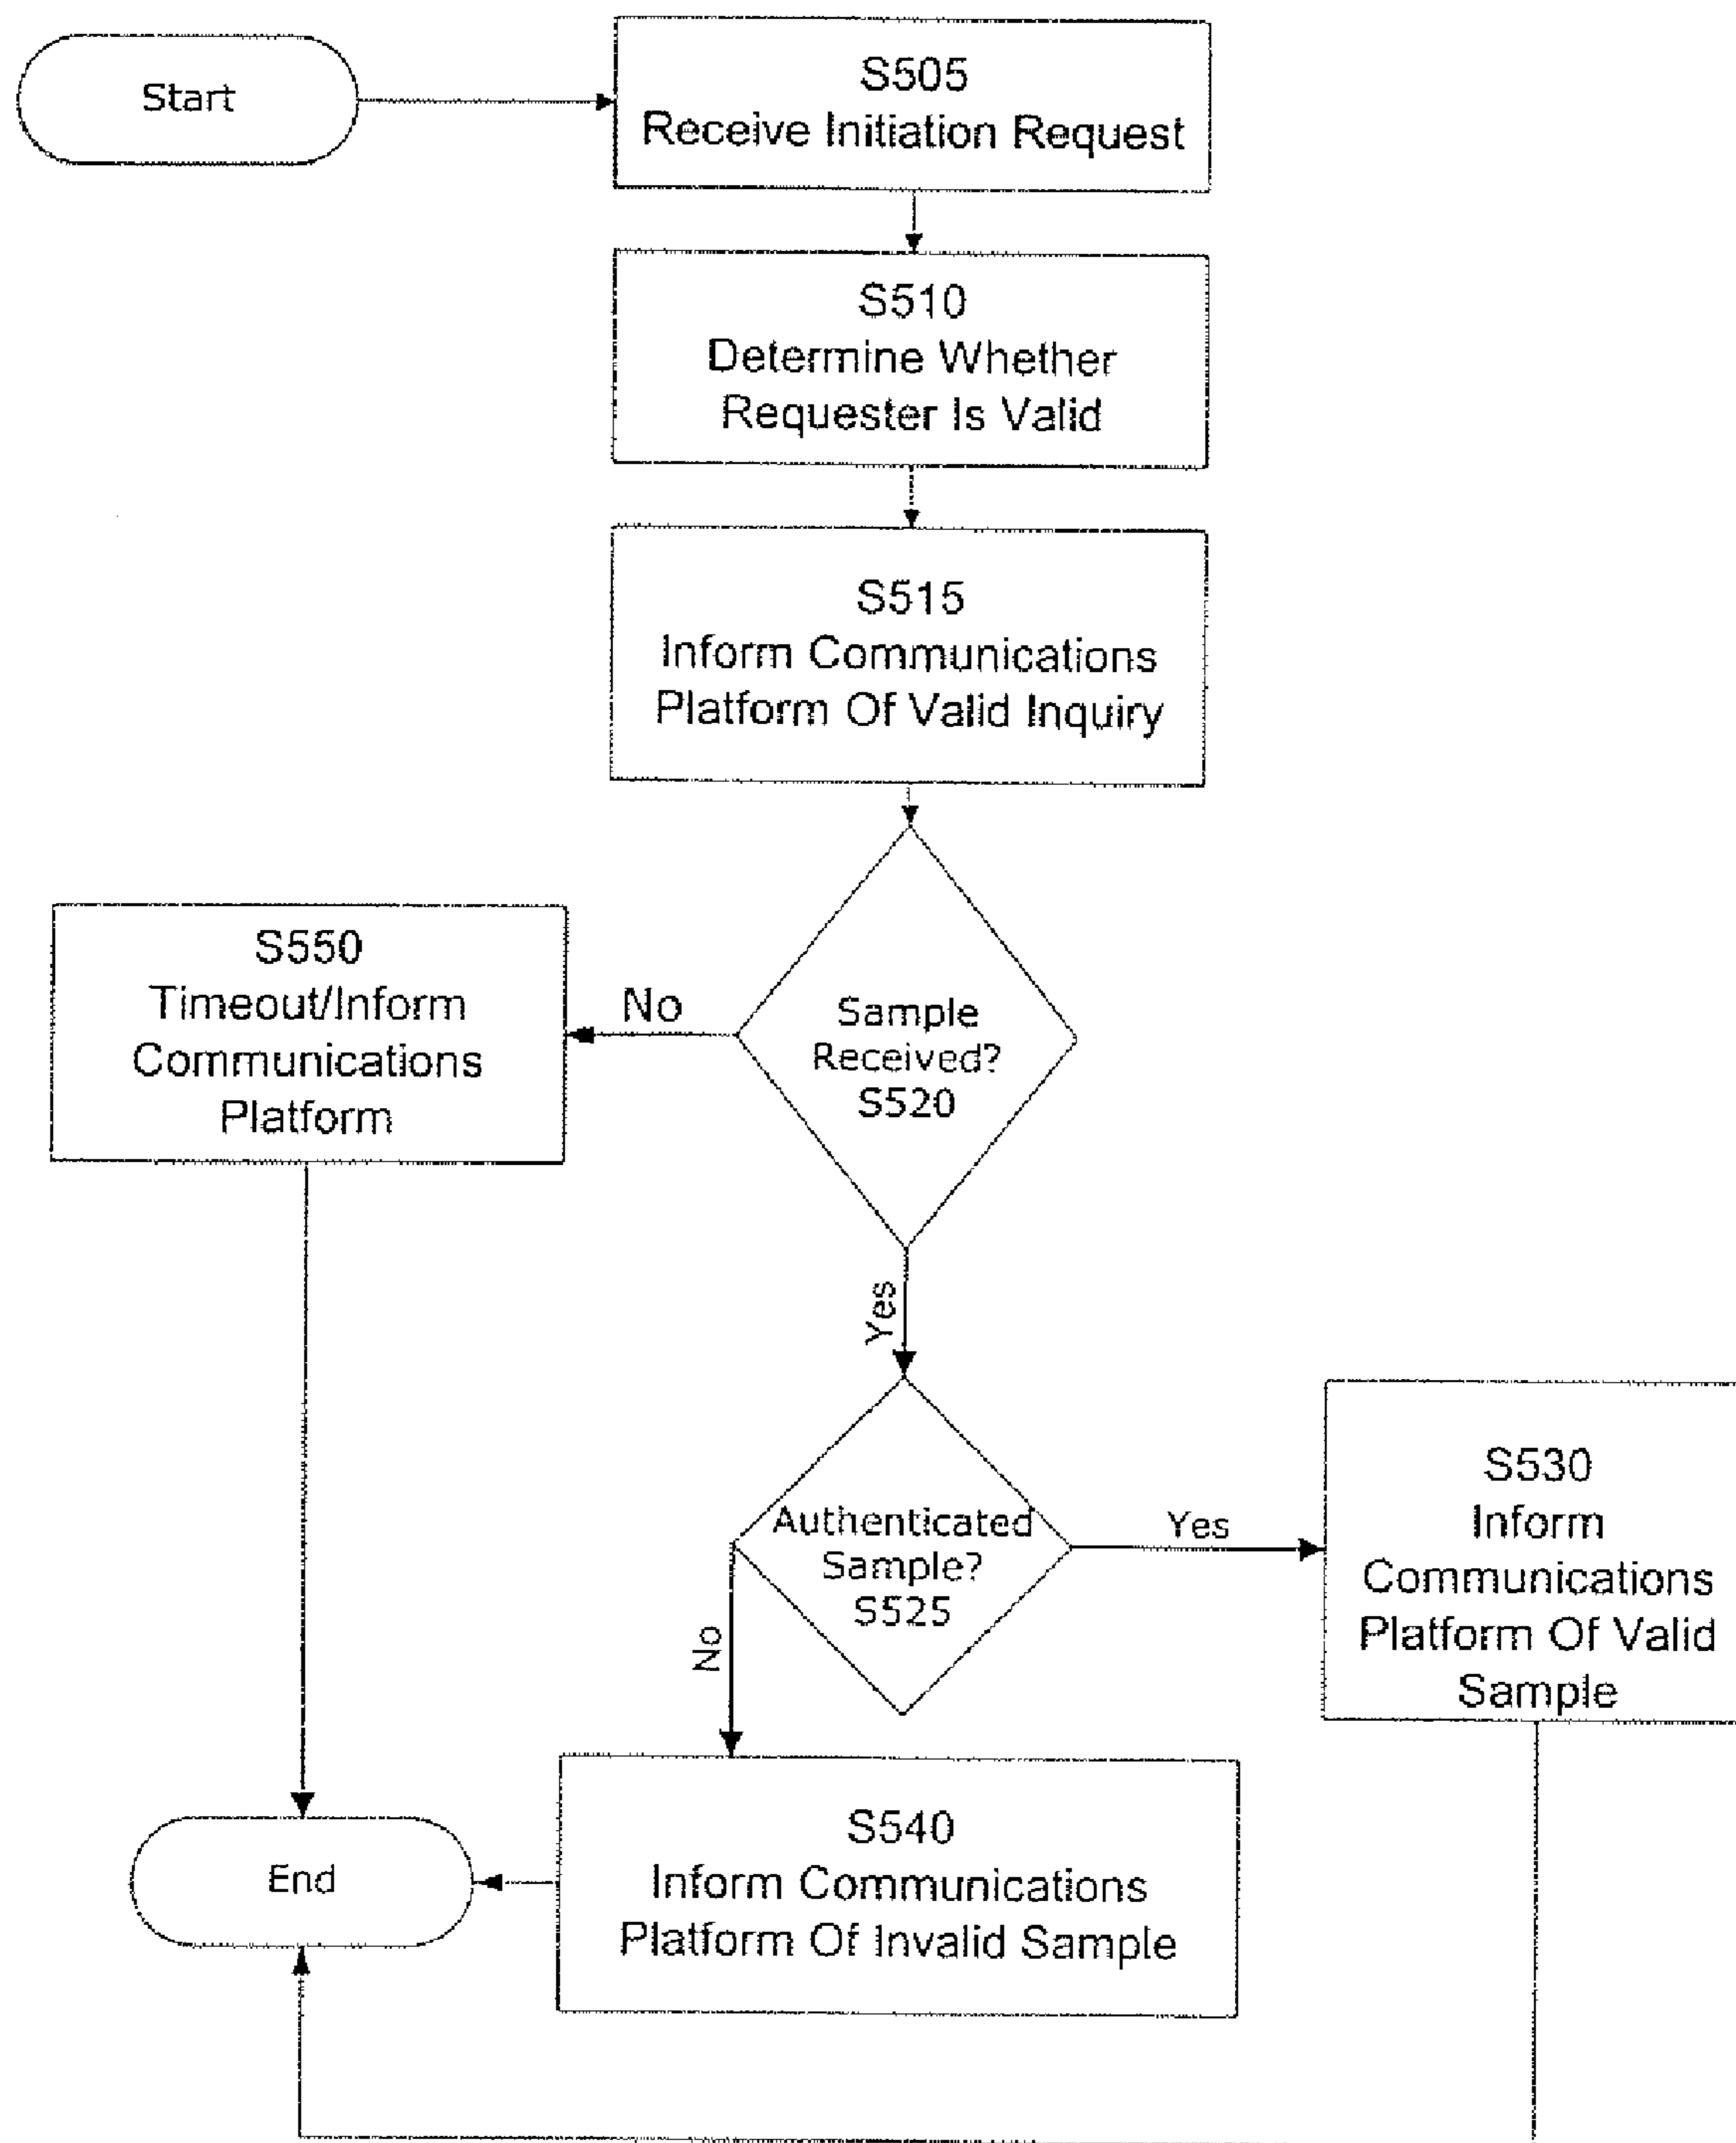 Start
S505
Receive Initiation Request
S510
Determine Whether
Requester Is Valid
S515
Inform Communications
Platform Of Valid Inquiry
S550
Timeout/Inform
Communications
Platform
No
Sample
Received?
S520
Yes
Authenticated
Sample?
S525
Yes
S530
Inform
Communications
Platform Of Valid
Sample
No
S540
Inform Communications
Platform Of Invalid Sample
End